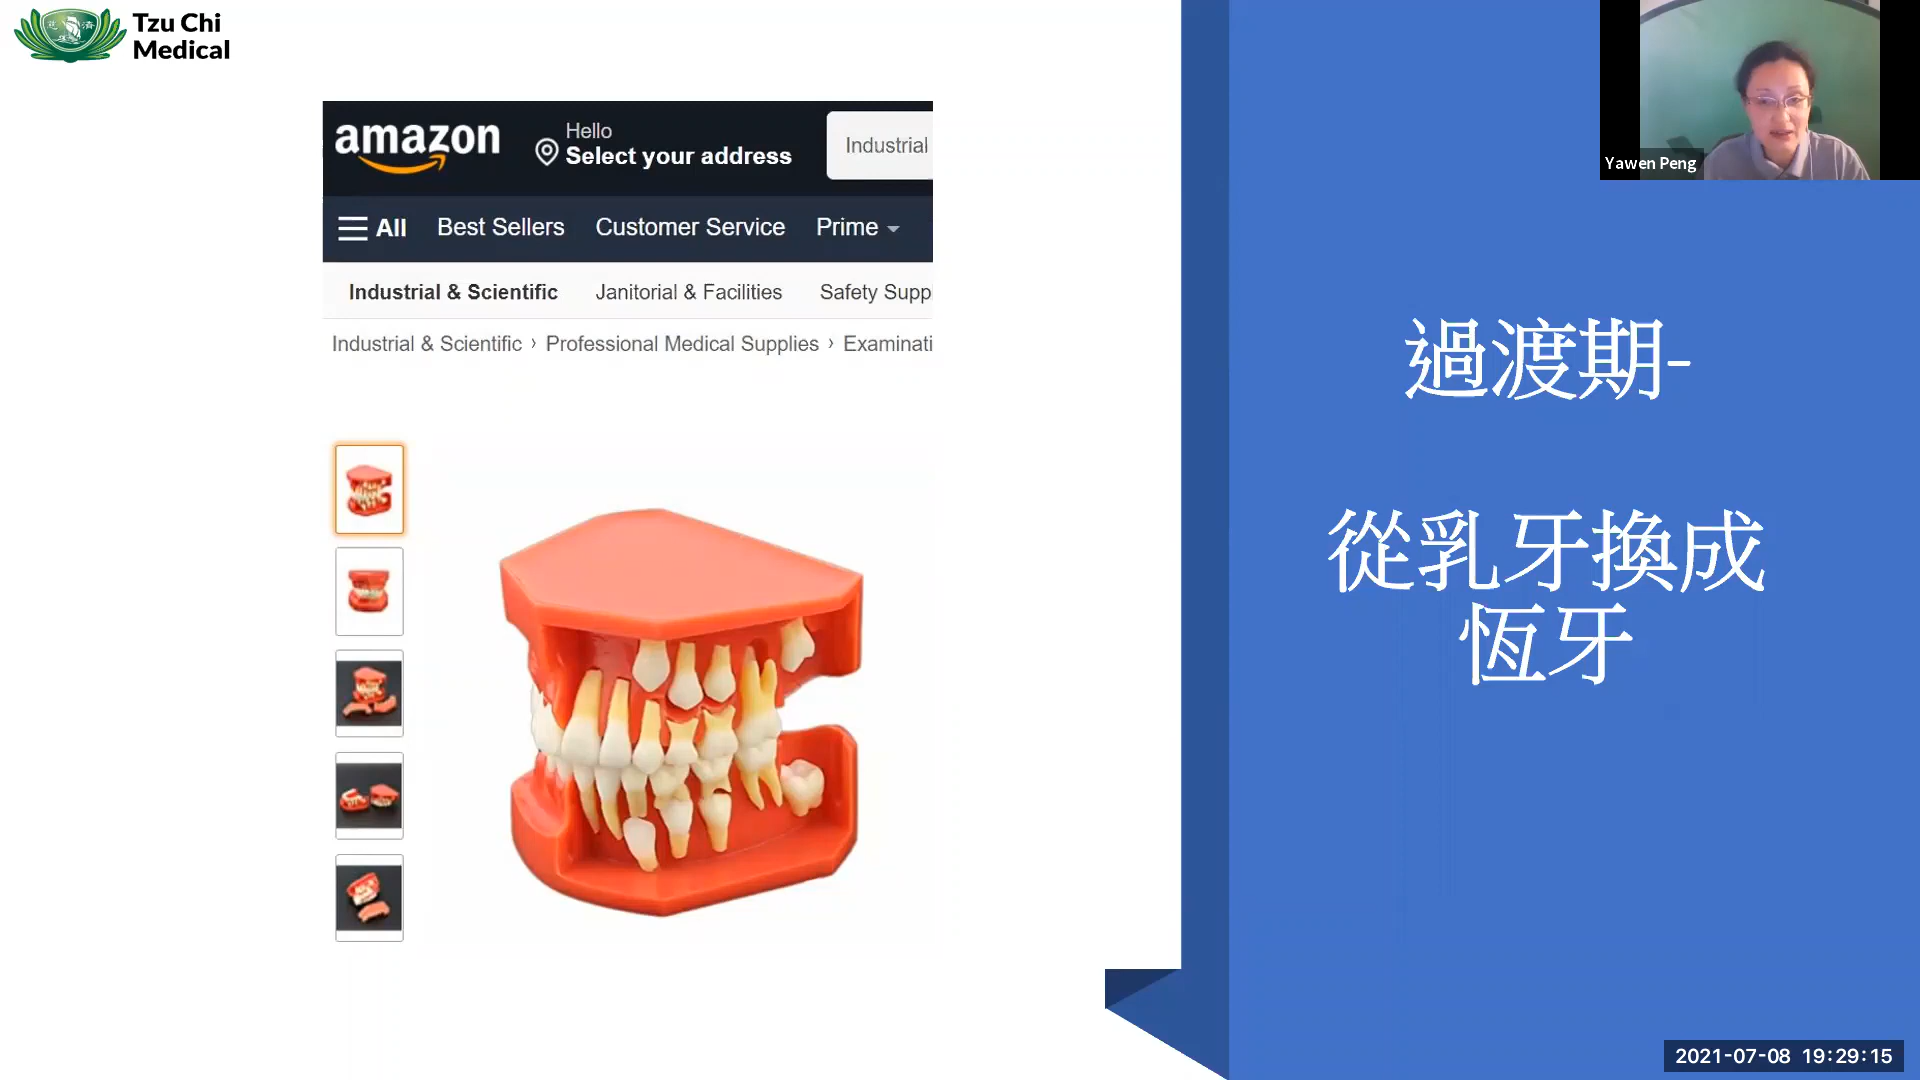 Tzu Chi
Medical
amazon
Hello
Select your address
Industrial
All
Best Sellers
Customer Service
Prime
Industrial & Scientific
Janitorial & Facilities
Safety Supp
Industrial & Scientific › Professional Medical Supplies › Examinati
過渡期-
從乳牙換成
恆牙
Yawen Peng
2021-07-08 19:29:15